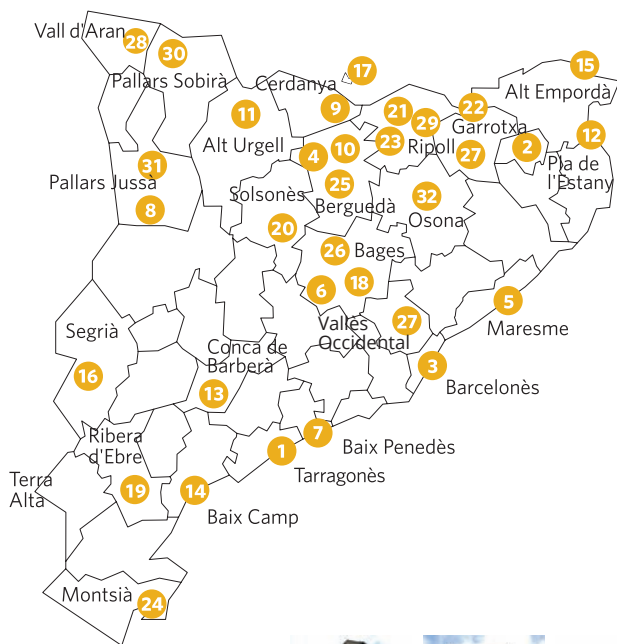 Vall d'Aran
28
30
Pallars Sobirà
17
Cerdanya
15
Alt Empordà
9
11
Alt Urgell
21
29
22
Garrotxa
12
4
10
23
Ripoll
27
2
Pla de
l'Estany
31
Pallars Jussà
8
Solsonès
25
Berguedà
32
Osona
20
26
Bages
6
18
5
Maresme
Segrià
16
Vallès
Occidental
27
Conca de
Barberà
13
3
Barcelonès
Ribera
d'Ebre
7
Baix Penedès
1
Tarragonès
Terra
Alta
19
14
Baix Camp
Montsià
24